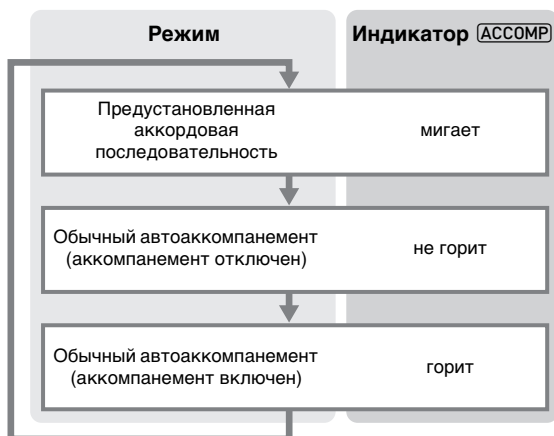 Режим Индикатор ACCOMP
Предустановленная
аккордовая
последовательность
мигает
Обычный автоаккомпанемент
(аккомпанемент отключен)
не горит
Обычный автоаккомпанемент
(аккомпанемент включен)
горит